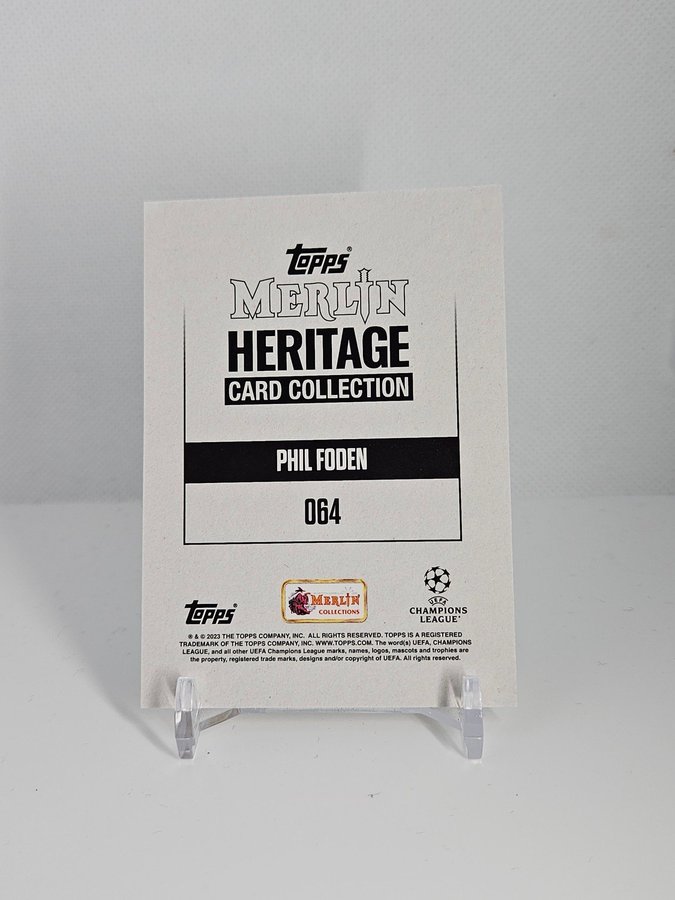 topps®
MERLIN
HERITAGE
CARD COLLECTION
PHIL FODEN
064
topps®
MERLIN
COLLECTIONS
UEFA
CHAMPIONS
LEAGUE
® & © 2023 THE TOPPS COMPANY, INC. ALL RIGHTS RESERVED. TOPPS IS A REGISTERED
TRADEMARK OF THE TOPPS COMPANY, INC. WWW.TOPPS.COM. The word(s) UEFA, CHAMPIONS
LEAGUE, and all other UEFA Champions League marks, names, logos, mascots and trophies are
the property, registered trade marks, designs and/or copyright of UEFA. All rights reserved.